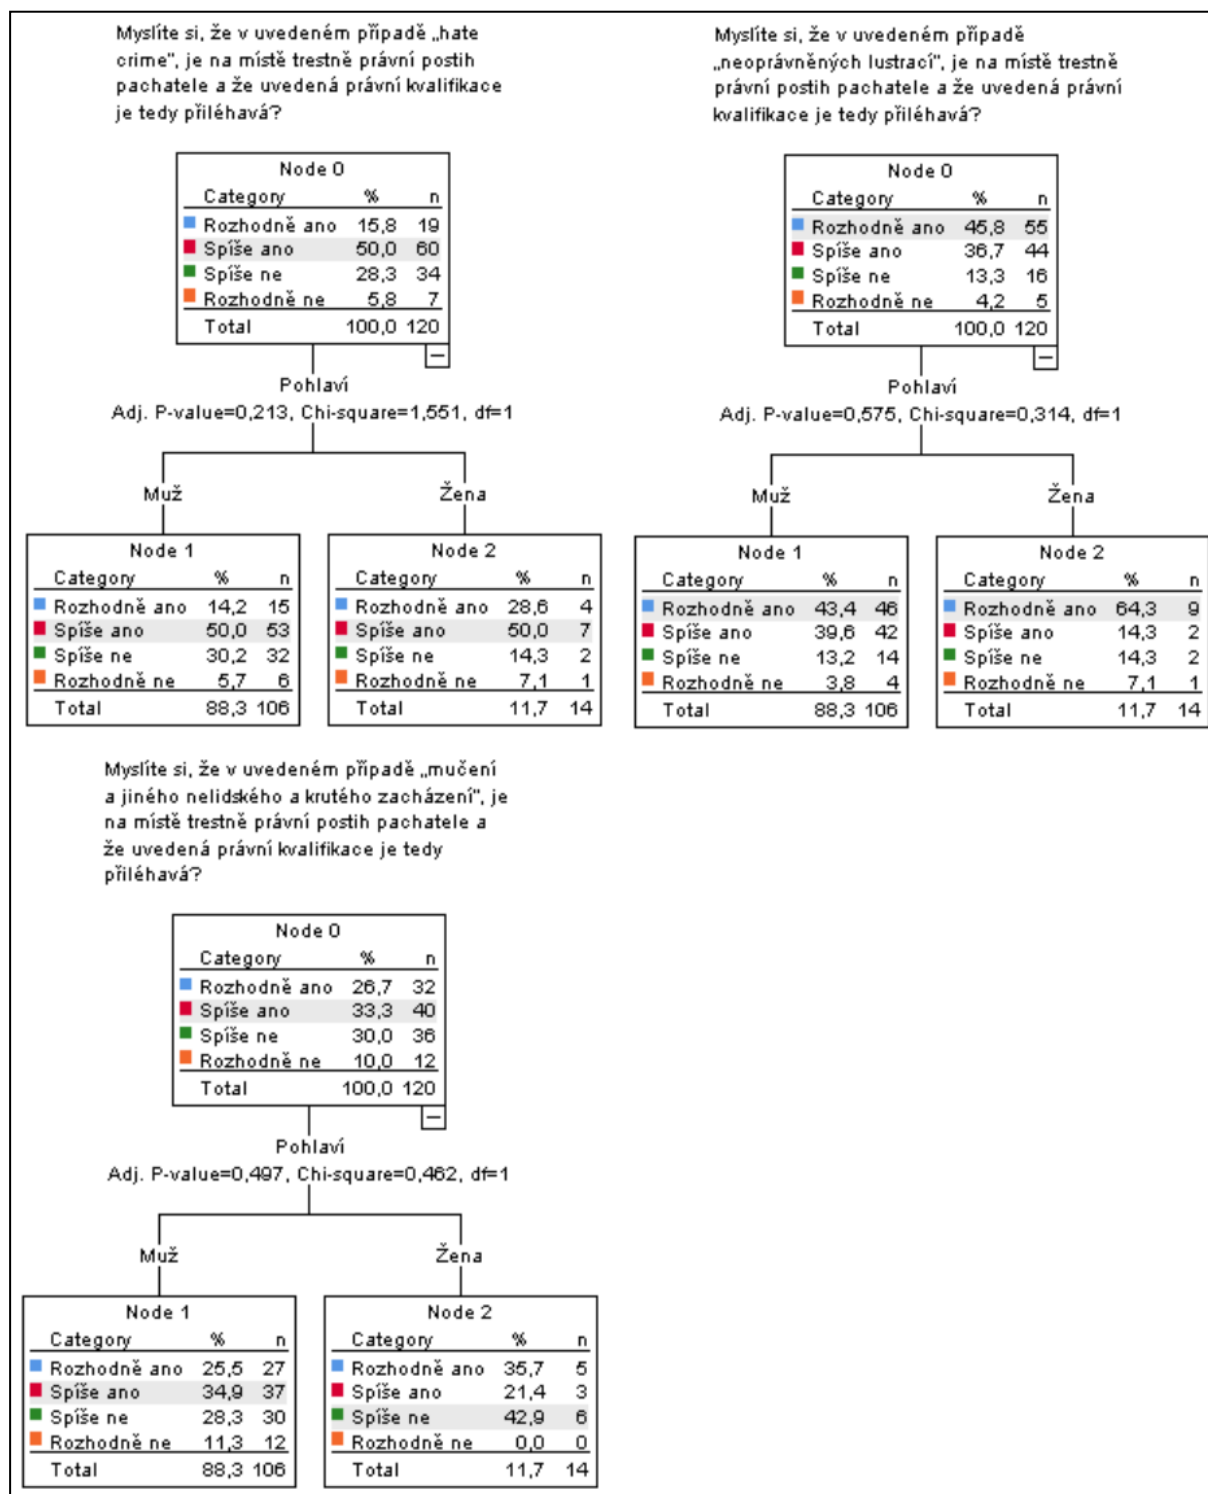 Myslíte si, že v uvedeném případě „hate
crime", je na místě trestně právní postih
pachatele a že uvedená právní kvalifikace
je tedy přiléhavá?
Node 0
Category % n
Rozhodně ano 15,8 19
Spíše ano 50,0 60
Spíše ne 28,3 34
Rozhodně ne 5,8 7
Total 100,0 120
Pohlaví
Adj. P-value=0,213, Chi-square=1,551, df=1
Muž
Žena
Node 1
Category % n
Rozhodně ano 14,2 15
Spíše ano 50,0 53
Spíše ne 30,2 32
Rozhodně ne 5,7 6
Total 88,3 106
Node 2
Category % n
Rozhodně ano 28,6 4
Spíše ano 50,0 7
Spíše ne 14,3 2
Rozhodně ne 7,1 1
Total 11,7 14
Myslíte si, že v uvedeném případě
„neoprávněných lustrací", je na místě trestně
právní postih pachatele a že uvedená právní
kvalifikace je tedy přiléhavá?
Node 0
Category % n
Rozhodně ano 45,8 55
Spíše ano 36,7 44
Spíše ne 13,3 16
Rozhodně ne 4,2 5
Total 100,0 120
Pohlaví
Adj. P-value=0,575, Chi-square=0,314, df=1
Muž
Žena
Node 1
Category % n
Rozhodně ano 43,4 46
Spíše ano 39,6 42
Spíše ne 13,2 14
Rozhodně ne 3,8 4
Total 88,3 106
Node 2
Category % n
Rozhodně ano 64,3 9
Spíše ano 14,3 2
Spíše ne 14,3 2
Rozhodně ne 7,1 1
Total 11,7 14
Myslíte si, že v uvedeném případě „mučení
a jiného nelidského a krutého zacházení", je
na místě trestně právní postih pachatele a
že uvedená právní kvalifikace je tedy
přiléhavá?
Node 0
Category % n
Rozhodně ano 26,7 32
Spíše ano 33,3 40
Spíše ne 30,0 36
Rozhodně ne 10,0 12
Total 100,0 120
Pohlaví
Adj. P-value=0,497, Chi-square=0,462, df=1
Muž
Žena
Node 1
Category % n
Rozhodně ano 25,5 27
Spíše ano 34,9 37
Spíše ne 28,3 30
Rozhodně ne 11,3 12
Total 88,3 106
Node 2
Category % n
Rozhodně ano 35,7 5
Spíše ano 21,4 3
Spíše ne 42,9 6
Rozhodně ne 0,0 0
Total 11,7 14